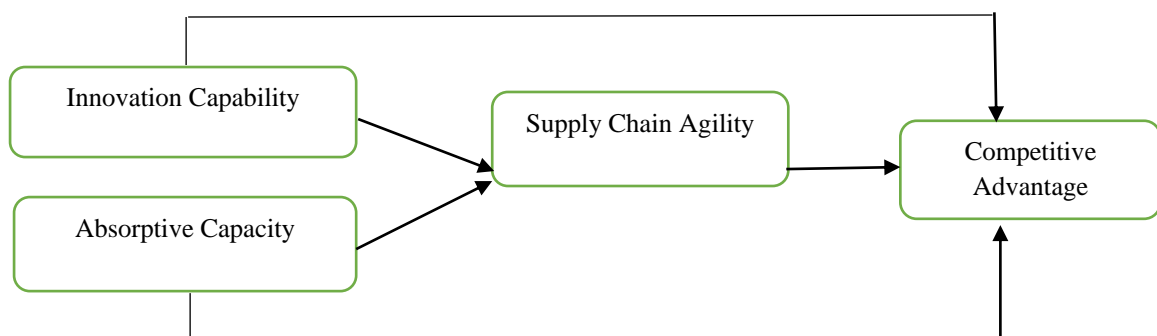 Innovation Capability
Supply Chain Agility
Competitive
Advantage
Absorptive Capacity